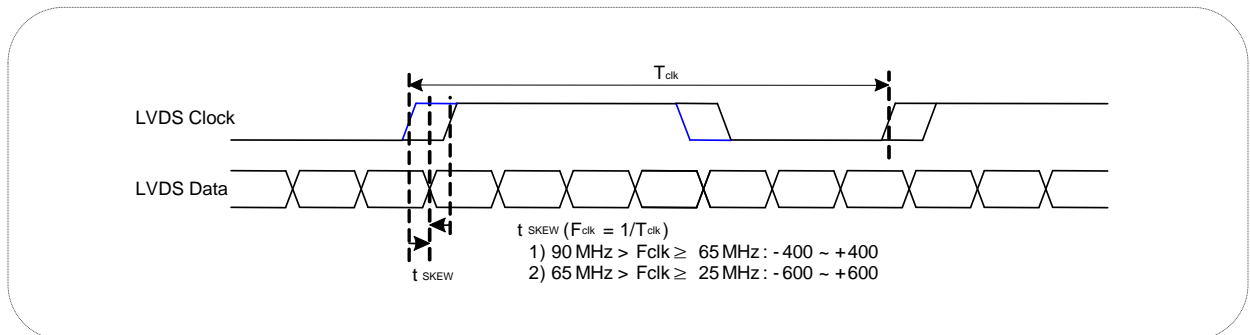 Tclk
LVDS Clock
LVDS Data
t SKEW (Fclk = 1/Tclk)
1) 90 MHz > Fclk ≥ 65 MHz : -400 ~ +400
2) 65 MHz > Fclk ≥ 25 MHz : -600 ~ +600
t SKEW